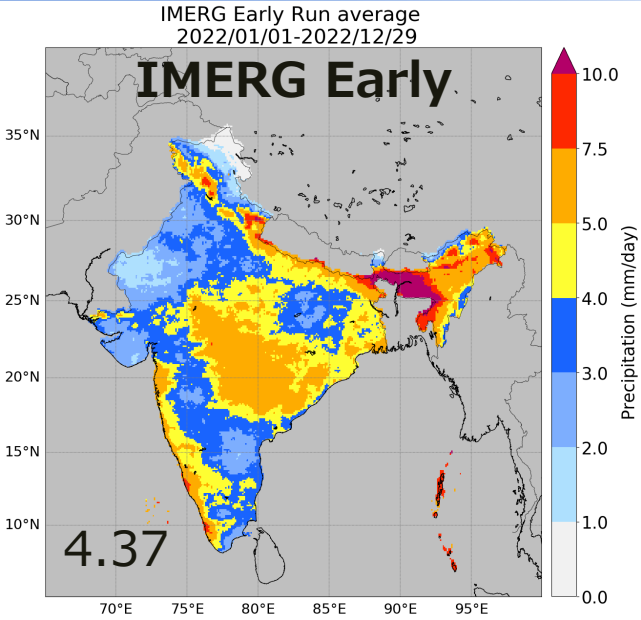 IMERG Early Run average
2022/01/01-2022/12/29
IMERG Early
35°N
30°N
25°N
20°N
15°N
10°N
4.37
70°E 75°E 80°E 85°E 90°E 95°E
10.0
7.5
5.0
4.0
3.0
2.0
1.0
0.0
Precipitation (mm/day)